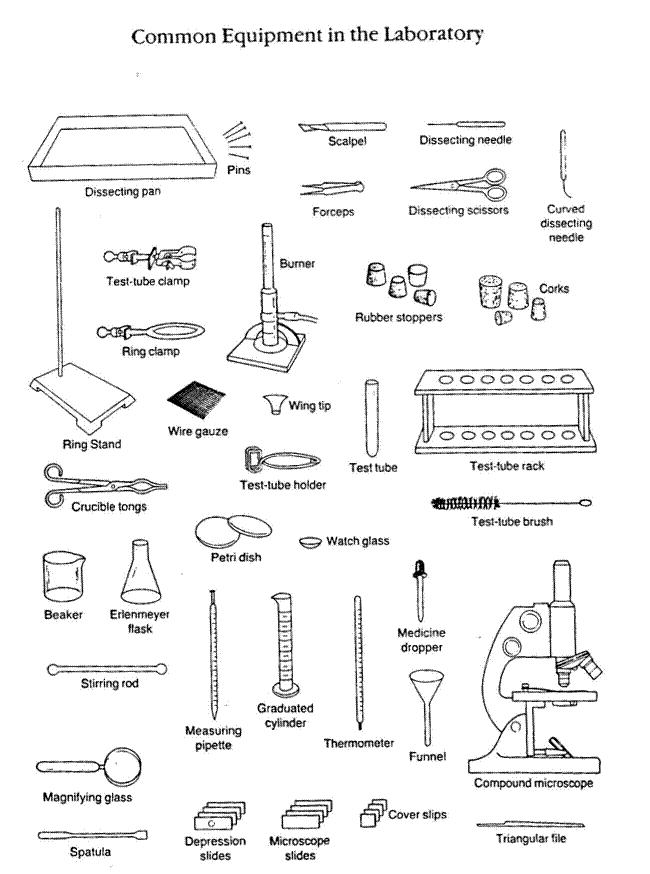 Common Equipment in the Laboratory
Scalpel
Dissecting needle
Pins
Dissecting pan
Forceps
Dissecting scissors
Curved
dissecting
needle
Test-tube clamp
Burner
Rubber stoppers
Corks
Ring clamp
Ring Stand
Wire gauze
Wing tip
Test tube
Test-tube rack
Test-tube holder
Crucible tongs
Test-tube brush
Petri dish
Watch glass
Beaker
Erlenmeyer
flask
Medicine
dropper
Stirring rod
Measuring
pipette
Graduated
cylinder
Thermometer
Funnel
Compound microscope
Magnifying glass
Spatula
Depression
slides
Microscope
slides
Cover slips
Triangular file